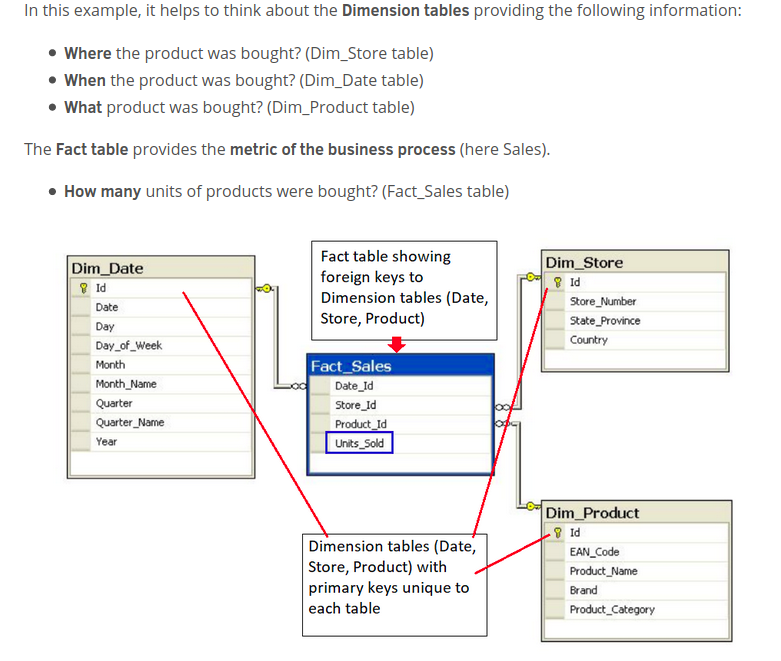 In this example, it helps to think about the Dimension tables providing the following information:
Where the product was bought? (Dim_Store table)
When the product was bought? (Dim_Date table)
What product was bought? (Dim_Product table)
The Fact table provides the metric of the business process (here Sales).
How many units of products were bought? (Fact_Sales table)
Dim_Date
Id
Date
Day
Day_of_Week
Month
Month_Name
Quarter
Quarter_Name
Year
Fact table showing
foreign keys to
Dimension tables (Date,
Store, Product)
Fact_Sales
Date_Id
Store_Id
Product_Id
Units_Sold
Dim_Store
Id
Store_Number
State_Province
Country
Dimension tables (Date,
Store, Product) with
primary keys unique to
each table
Dim_Product
Id
EAN_Code
Product_Name
Brand
Product_Category